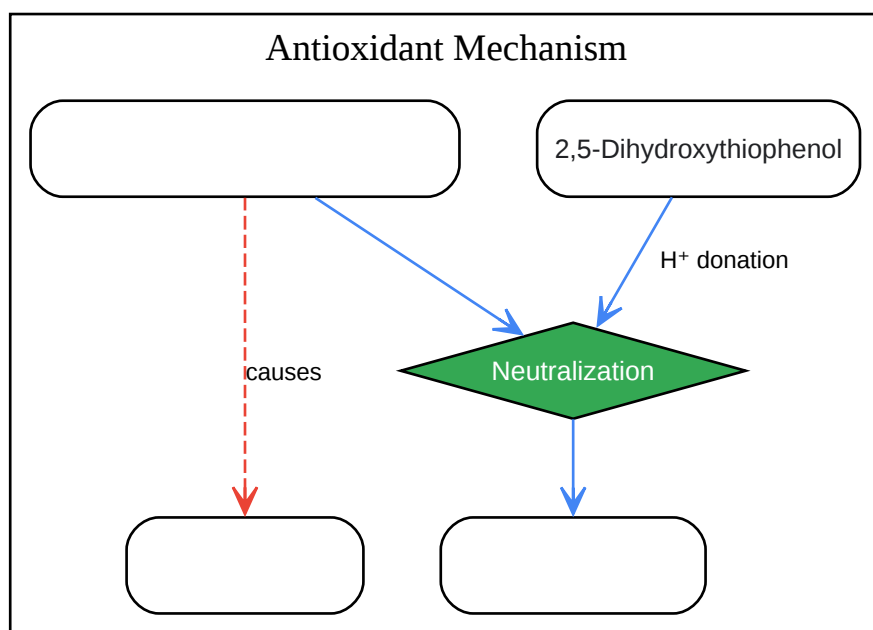 Antioxidant Mechanism
2,5-Dihydroxythiophenol
H⁺ donation
causes
Neutralization